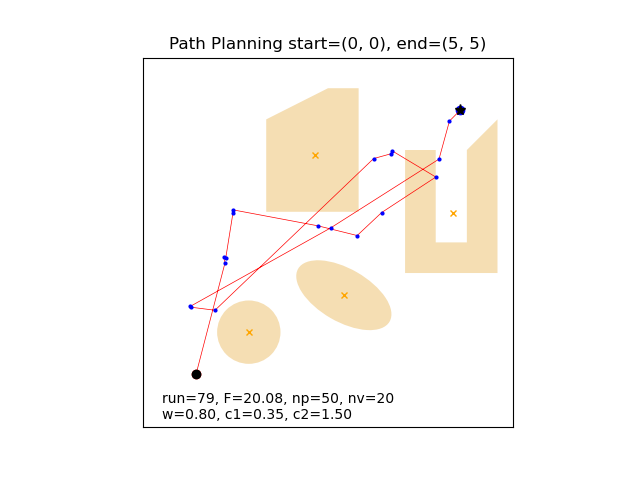 Path Planning start=(0, 0), end=(5, 5)
run=79, F=20.08, np=50, nv=20
w=0.80, c1=0.35, c2=1.50